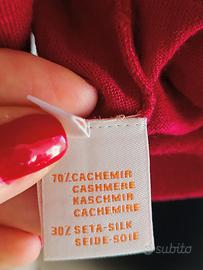 70% CACHEMIR
CASHMERE
KASCHMIR
CACHEMIRE
30% SETA-SILK
SEIDE-SOIE
subito